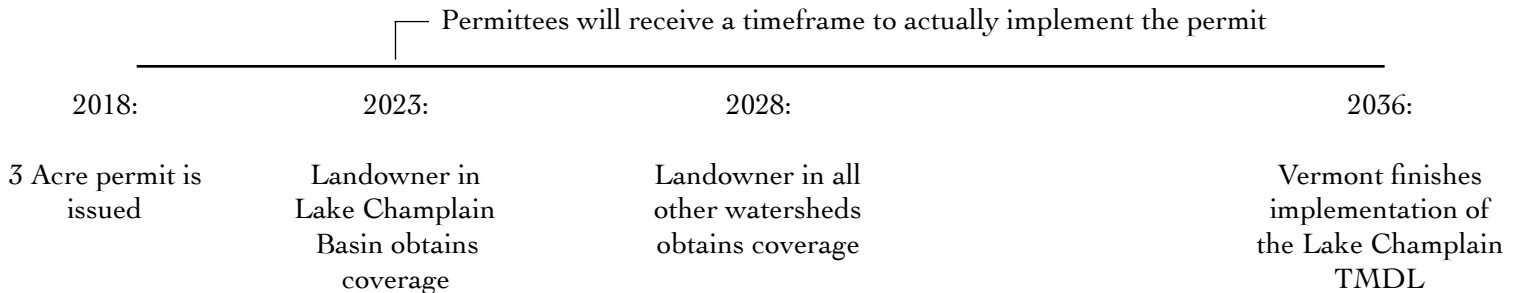 Permittees will receive a timeframe to actually implement the permit
2018:
3 Acre permit is
issued
2023:
Landowner in
Lake Champlain
Basin obtains
coverage
2028:
Landowner in all
other watersheds
obtains coverage
2036:
Vermont finishes
implementation of
the Lake Champlain
TMDL